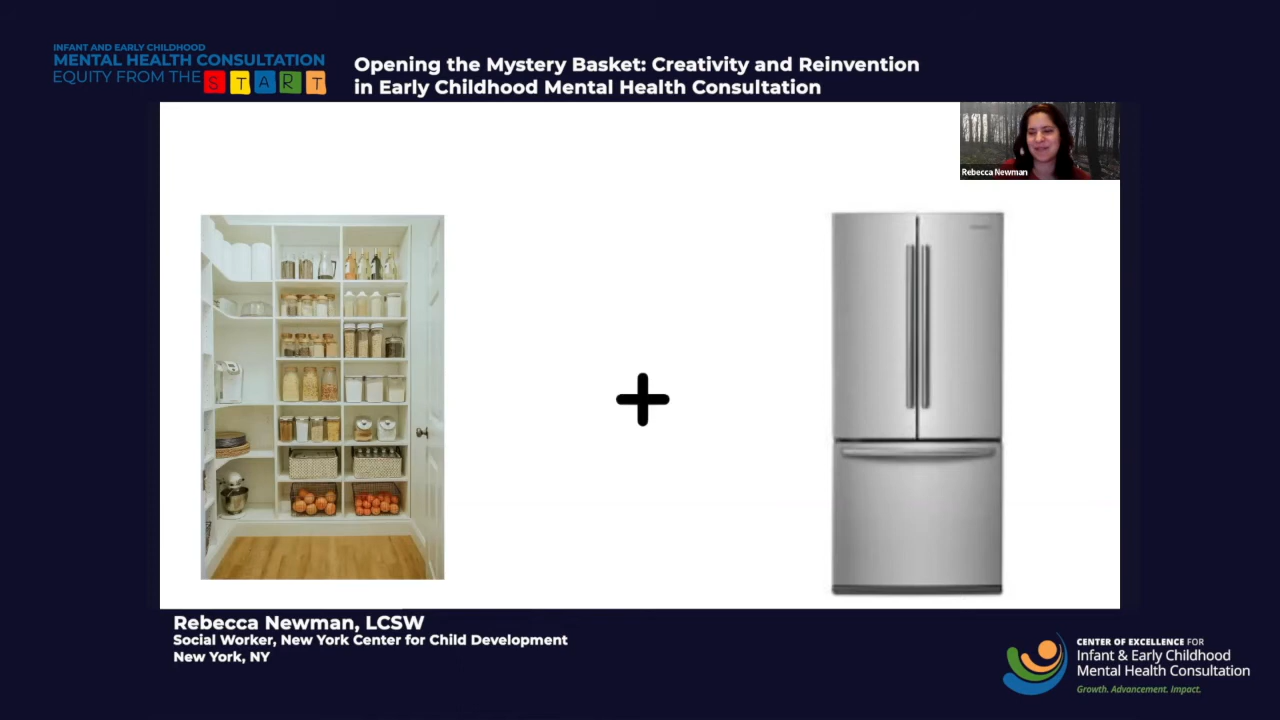 INFANT AND EARLY CHILDHOOD
MENTAL HEALTH CONSULTATION
EQUITY FROM THE START
Opening the Mystery Basket: Creativity and Reinvention
in Early Childhood Mental Health Consultation
Rebecca Newman
Rebecca Newman, LCSW
Social Worker, New York Center for Child Development
New York, NY
CENTER OF EXCELLENCE FOR
Infant & Early Childhood
Mental Health Consultation
Growth. Advancement. Impact.